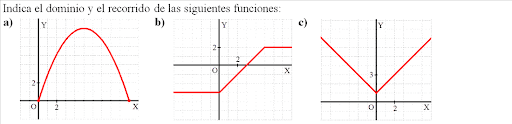 Indica el dominio y el recorrido de las siguientes funciones:
a) Y b) Y c) Y
2 2 3
2
O 2 X O X O 2 X